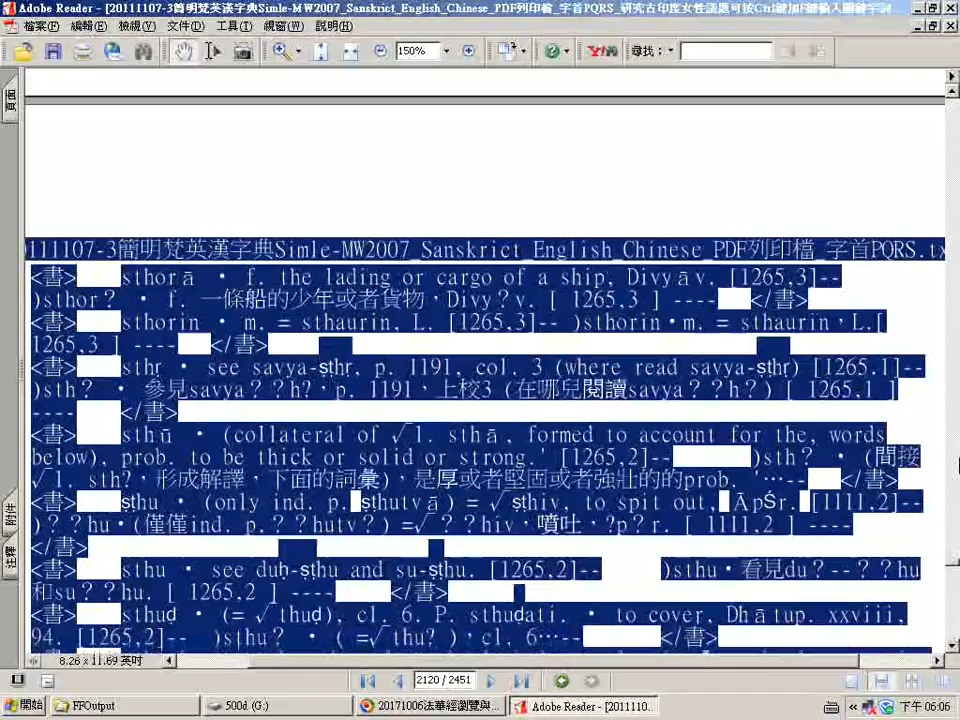 Adobe Reader - [20111107-3簡明梵英漢字典Simle-MW2007_Sanskrict_English_Chinese_PDF列印檔_字首PQRS_研究古印度女性議題可按Ctrl鍵加F鍵輸入關鍵字詞
檔案(F) 編輯(E) 檢視(V) 文件(D) 工具(T) 視窗(W) 說明(H)
150% 尋找:
頁面
附件
注釋
111107-3簡明梵英漢字典Simle-MW2007_Sanskrict_English_Chinese_PDF列印檔_字首PQRS.tx
<書> sthorā • f. the lading or cargo of a ship, Divyāv. [1265,3]--
)sthor? • f. 一條船的少年或者貨物，Divy?v. [ 1265,3 ] ---- </書>
<書> sthorin • m. = sthaurin, L. [1265,3]-- )sthorin•m. = sthaurin，L.[
1265,3 ] ---- </書>
<書> sthṛ • see savya-sthṛ, p. 1191, col. 3 (where read savya-sthṛ) [1265,1]--
)sth? • 參見savya??h?，p. 1191，上校3 (在哪兒閱讀savya??h?) [ 1265,1 ]
---- </書>
<書> sthū • (collateral of √1. sthā, formed to account for the, words
below), prob. to be thick or solid or strong.' [1265,2]-- )sth? • (間接
√1. sth?，形成解譯，下面的詞彙)，是厚或者堅固或者強壯的的prob. '…-- </書>
<書> ṣṭhu • (only ind. p. ṣṭhutvā) = √ṣṭhiv, to spit out, ĀpŚr. [1111,2]--
)??hu•(僅僅ind. p.??hutv?) =√ ??hiv，噴吐，?p?r. [ 1111,2 ] ----
</書>
<書> sthu • see duḥ-ṣṭhu and su-ṣṭhu. [1265,2]-- )sthu•看見du?--??hu
和su??hu. [ 1265,2 ] ---- </書>
<書> sthuḍ • (= √thuḍ), cl. 6. P. sthuḍati. • to cover, Dhātup. xxviii,
94. [1265,2]-- )sthu? • ( =√thu? )，cl. 6…-- </書>
8.26 x 11.69 英吋
2120 / 2451
開始 FFOutput 500d (G:) 20171006法華經瀏覽與... Adobe Reader - [2011110... 下午 06:06